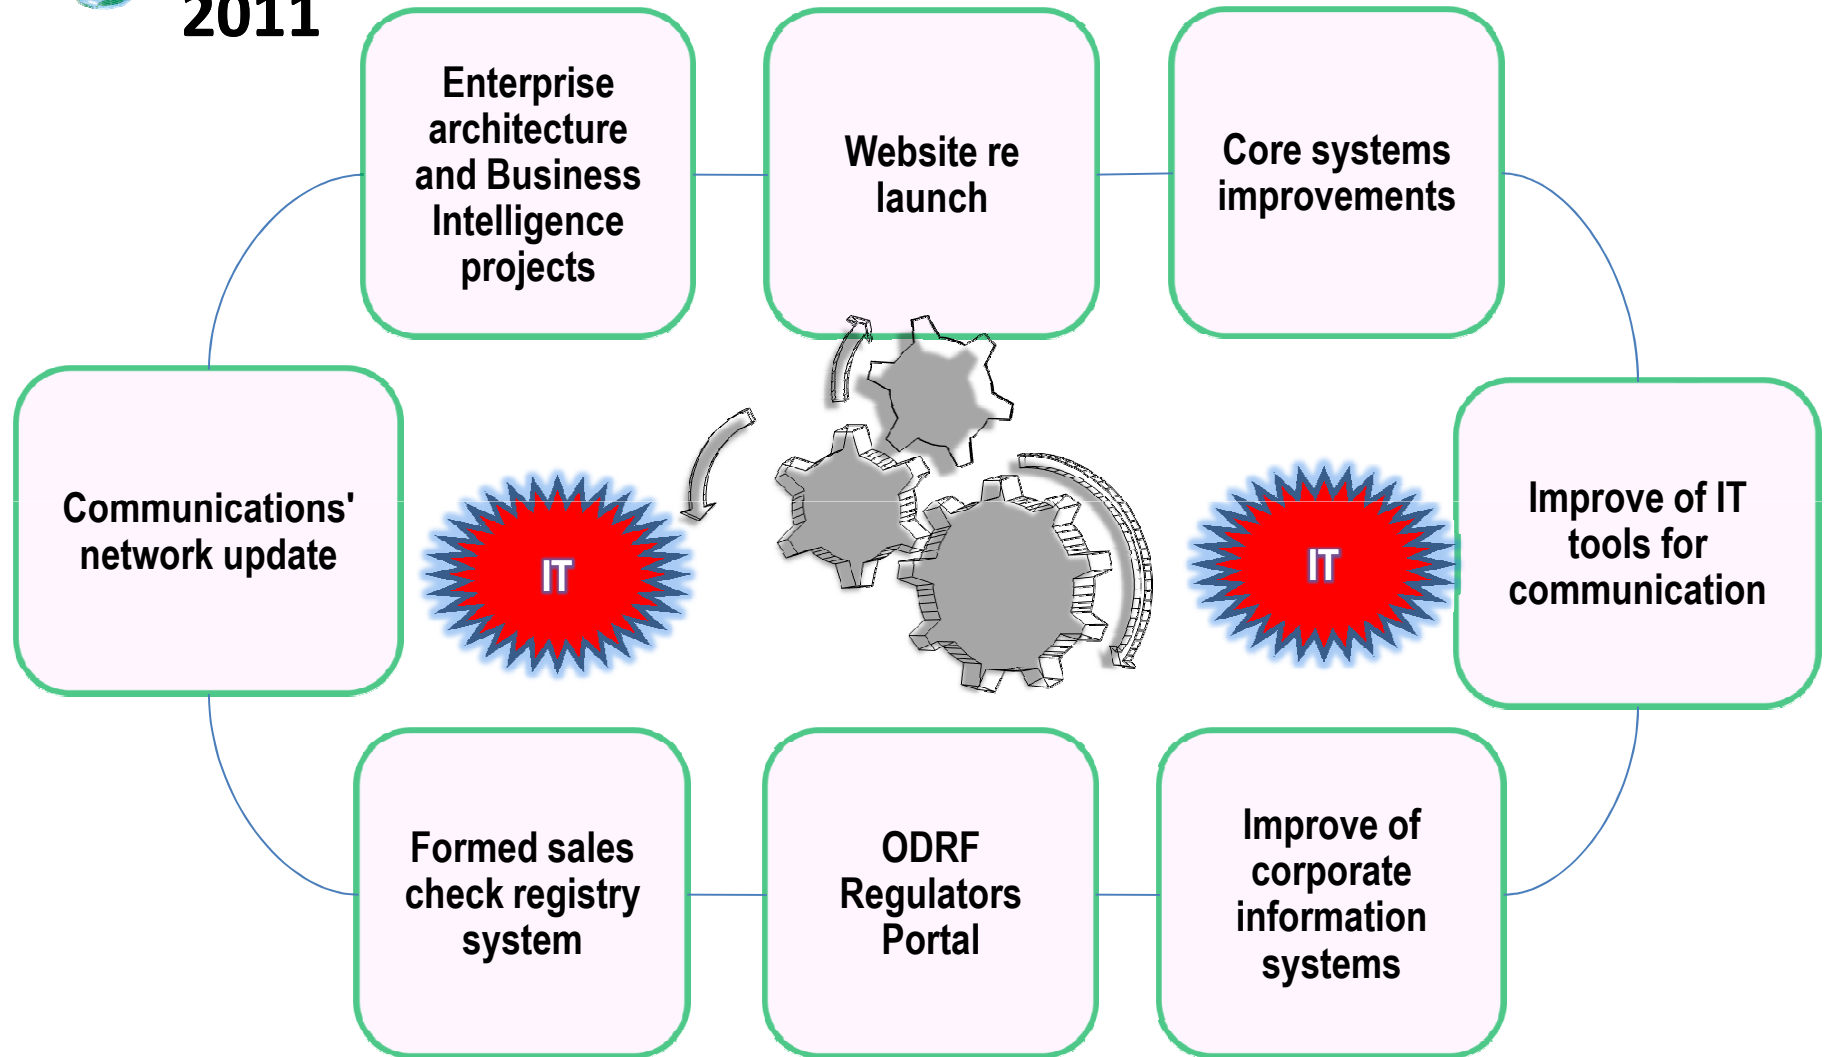 2011
Enterprise
architecture
and Business
Intelligence
projects
Website re
launch
Core systems
improvements
Communications'
network update
IT
IT
Improve of IT
tools for
communication
Formed sales
check registry
system
ODRF
Regulators
Portal
Improve of
corporate
information
systems